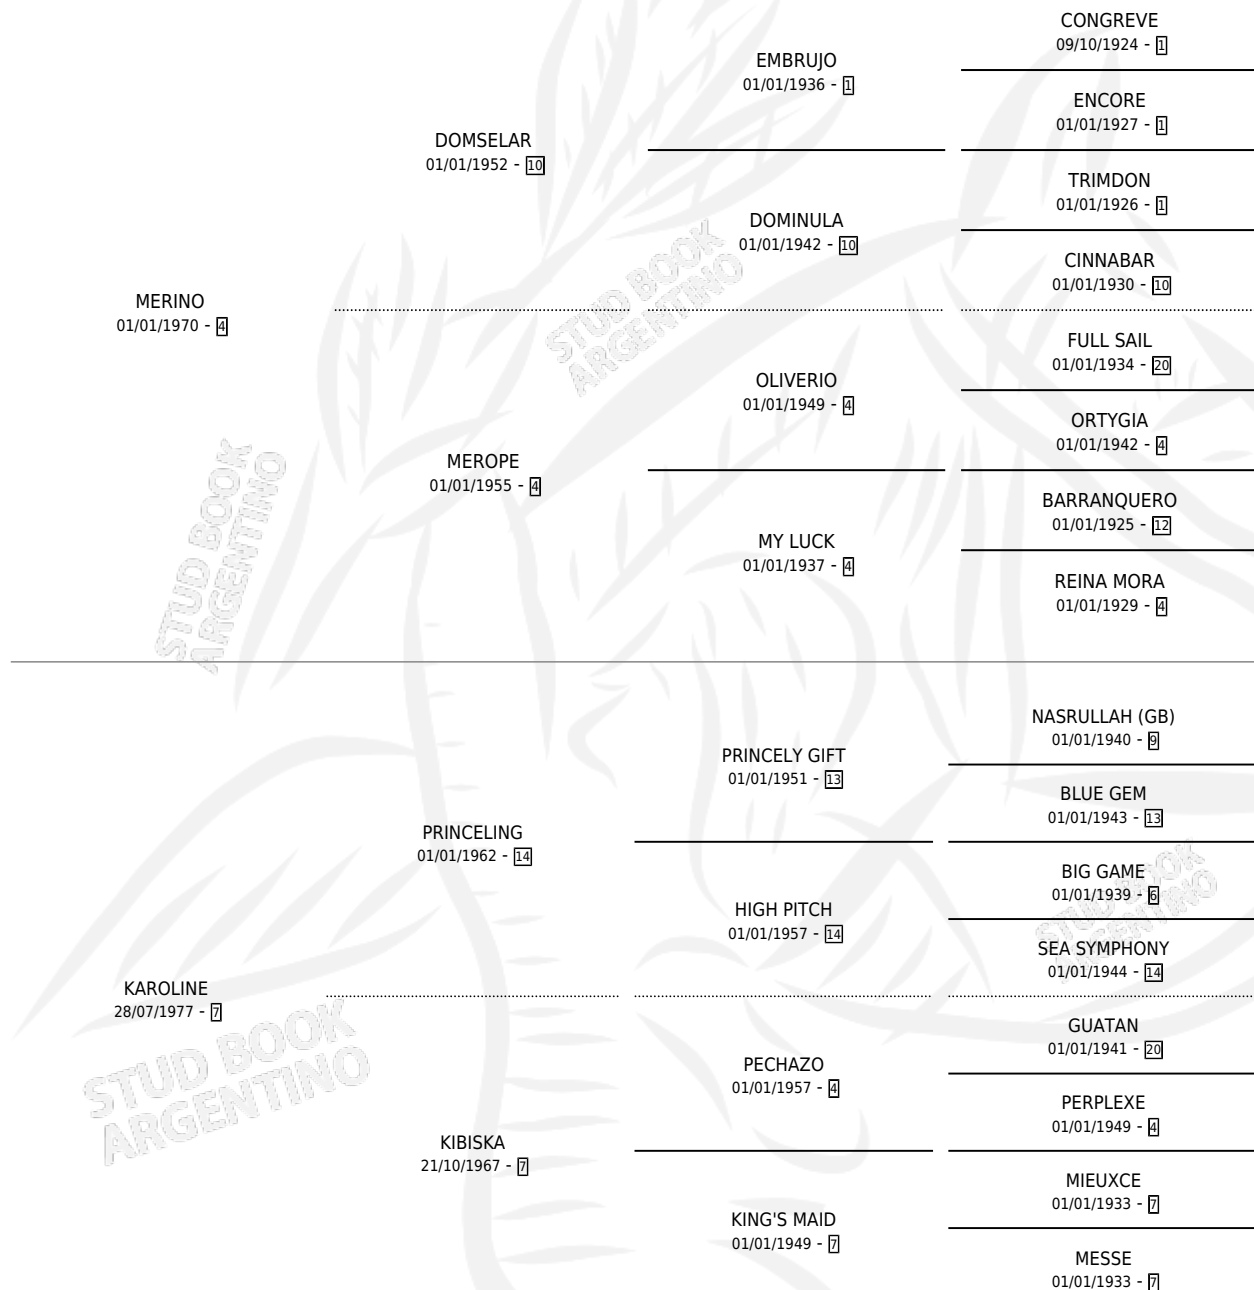 MERINO
01/01/1970 - 4
DOMSELAR
01/01/1952 - 10
MEROPE
01/01/1955 - 4
EMBRUJO
01/01/1936 - 1
DOMINULA
01/01/1942 - 10
OLIVERIO
01/01/1949 - 4
MY LUCK
01/01/1937 - 4
CONGREVE
09/10/1924 - 1
ENCORE
01/01/1927 - 1
TRIMDON
01/01/1926 - 1
CINNABAR
01/01/1930 - 10
FULL SAIL
01/01/1934 - 20
ORTYGIA
01/01/1942 - 4
BARRANQUERO
01/01/1925 - 12
REINA MORA
01/01/1929 - 4
KAROLINE
28/07/1977 - 7
PRINCELING
01/01/1962 - 14
KIBISKA
21/10/1967 - 7
PRINCELY GIFT
01/01/1951 - 13
HIGH PITCH
01/01/1957 - 14
PECHAZO
01/01/1957 - 4
KING'S MAID
01/01/1949 - 7
NASRULLAH (GB)
01/01/1940 - 9
BLUE GEM
01/01/1943 - 13
BIG GAME
01/01/1939 - 6
SEA SYMPHONY
01/01/1944 - 14
GUATAN
01/01/1941 - 20
PERPLEXE
01/01/1949 - 4
MIEUXCE
01/01/1933 - 7
MESSE
01/01/1933 - 7
STUD BOOK
ARGENTINO
STUD BOOK
ARGENTINO
STUD BOOK
ARGENTINO
STUD BOOK
ARGENTINO